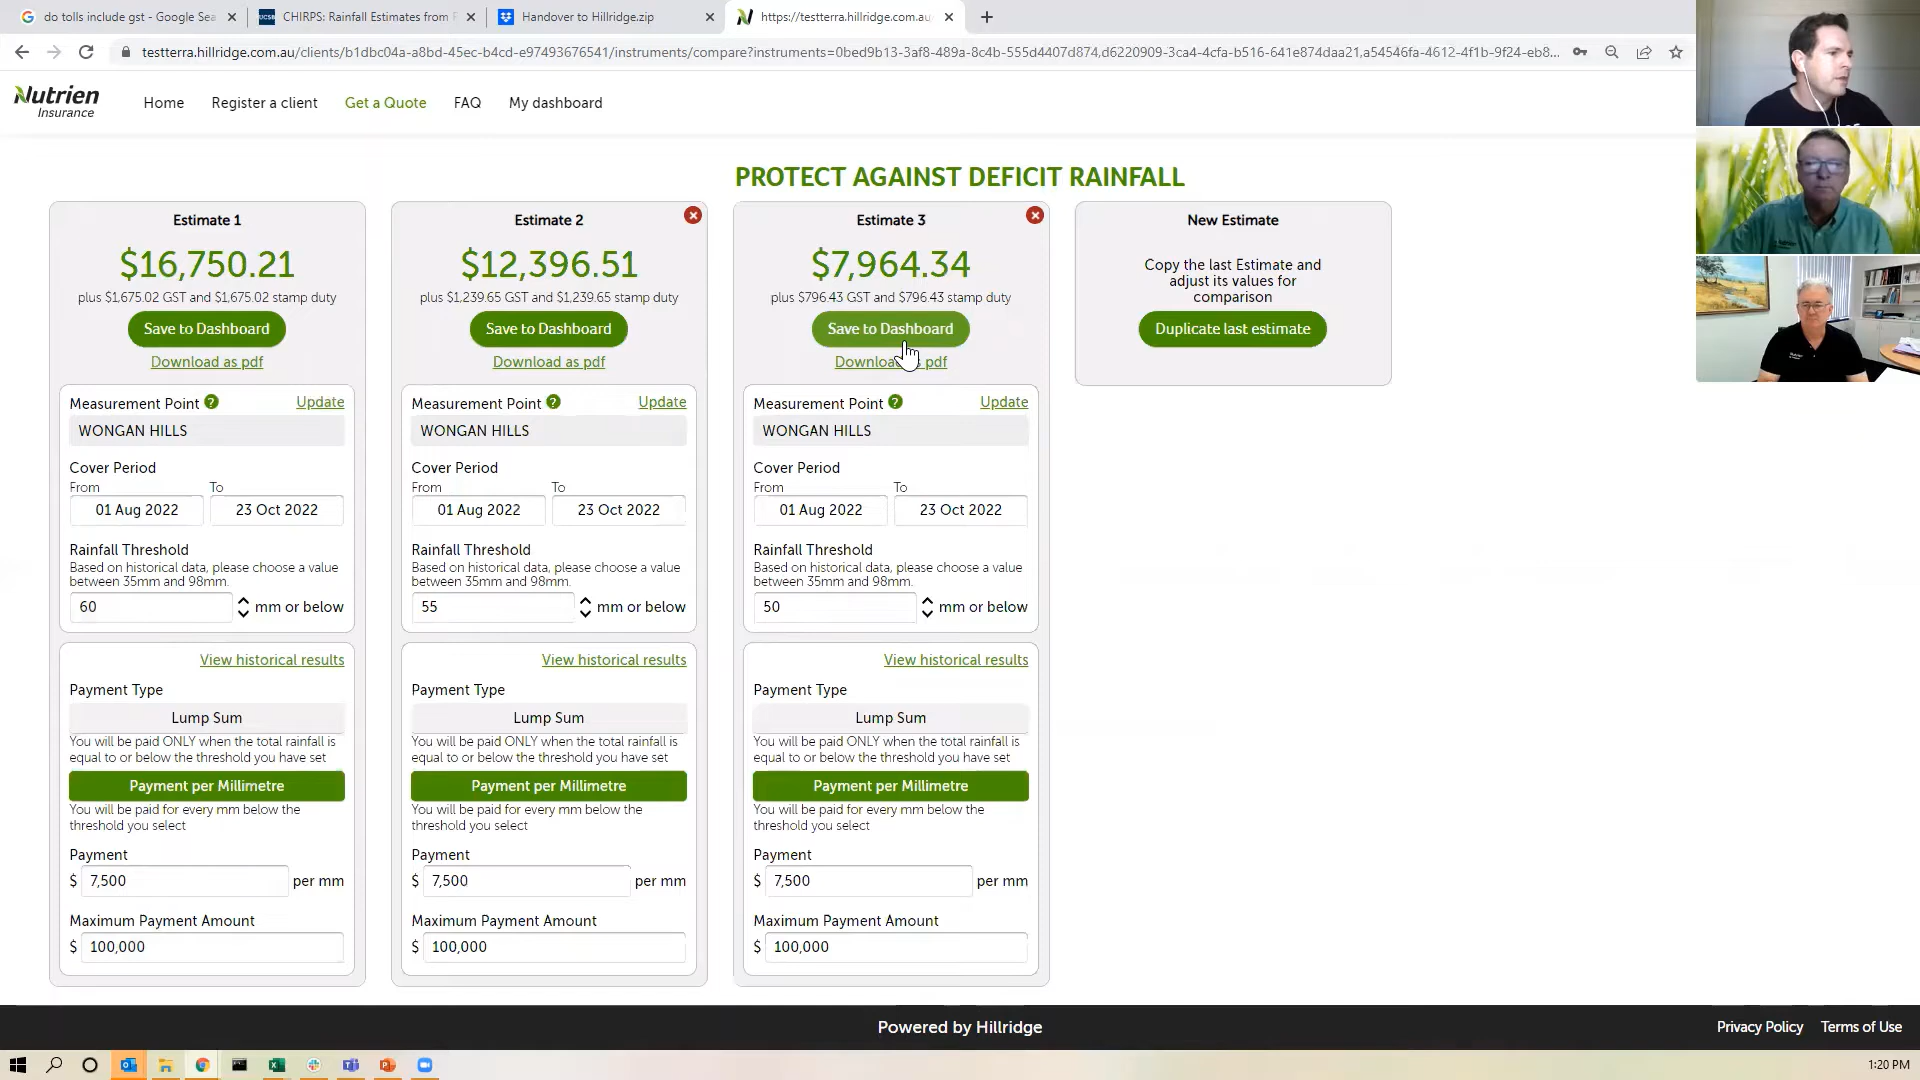 do tolls include gst - Google Sea
CHIRPS: Rainfall Estimates from
Handover to Hillridge.zip
https://testterra.hillridge.com.au
testterra.hillridge.com.au/clients/b1dbc04a-a8bd-45ec-b4cd-e97493676541/instruments/compare?instruments=0bed9b13-3af8-489a-8c4b-555d4407d874,d6220909-3ca4-4cfa-b516-641e874daa21,a54546fa-4612-4f1b-9f24-eb8...
Nutrien
Insurance
Home
Register a client
Get a Quote
FAQ
My dashboard
PROTECT AGAINST DEFICIT RAINFALL
Estimate 1
$16,750.21
plus $1,675.02 GST and $1,675.02 stamp duty
Save to Dashboard
Download as pdf
Measurement Point ?
Update
WONGAN HILLS
Cover Period
From To
01 Aug 2022 23 Oct 2022
Rainfall Threshold
Based on historical data, please choose a value
between 35mm and 98mm.
60 mm or below
View historical results
Payment Type
Lump Sum
You will be paid ONLY when the total rainfall is
equal to or below the threshold you have set
Payment per Millimetre
You will be paid for every mm below the
threshold you select
Payment
$ 7,500 per mm
Maximum Payment Amount
$ 100,000
Estimate 2
$12,396.51
plus $1,239.65 GST and $1,239.65 stamp duty
Save to Dashboard
Download as pdf
Measurement Point ?
Update
WONGAN HILLS
Cover Period
From To
01 Aug 2022 23 Oct 2022
Rainfall Threshold
Based on historical data, please choose a value
between 35mm and 98mm.
55 mm or below
View historical results
Payment Type
Lump Sum
You will be paid ONLY when the total rainfall is
equal to or below the threshold you have set
Payment per Millimetre
You will be paid for every mm below the
threshold you select
Payment
$ 7,500 per mm
Maximum Payment Amount
$ 100,000
Estimate 3
$7,964.34
plus $796.43 GST and $796.43 stamp duty
Save to Dashboard
Download as pdf
Measurement Point ?
Update
WONGAN HILLS
Cover Period
From To
01 Aug 2022 23 Oct 2022
Rainfall Threshold
Based on historical data, please choose a value
between 35mm and 98mm.
50 mm or below
View historical results
Payment Type
Lump Sum
You will be paid ONLY when the total rainfall is
equal to or below the threshold you have set
Payment per Millimetre
You will be paid for every mm below the
threshold you select
Payment
$ 7,500 per mm
Maximum Payment Amount
$ 100,000
New Estimate
Copy the last Estimate and
adjust its values for
comparison
Duplicate last estimate
Powered by Hillridge
Privacy Policy
Terms of Use
1:20 PM